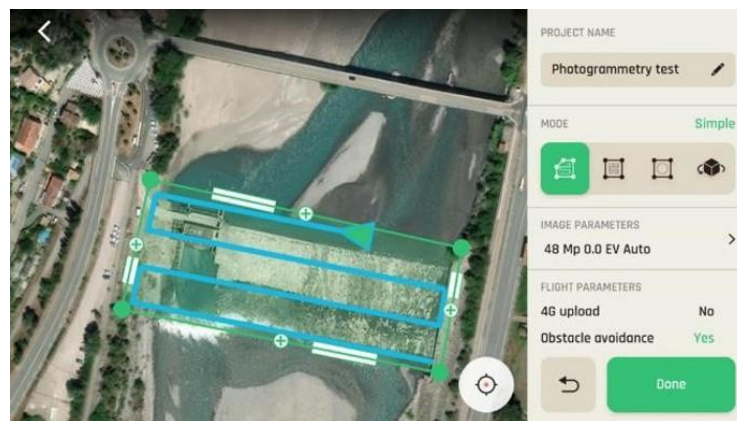 PROJECT NAME
Photogrammetry test
MODE
Simple
IMAGE PARAMETERS
48 Mp 0.0 EV Auto
FLIGHT PARAMETERS
4G upload
No
Obstacle avoidance
Yes
Done